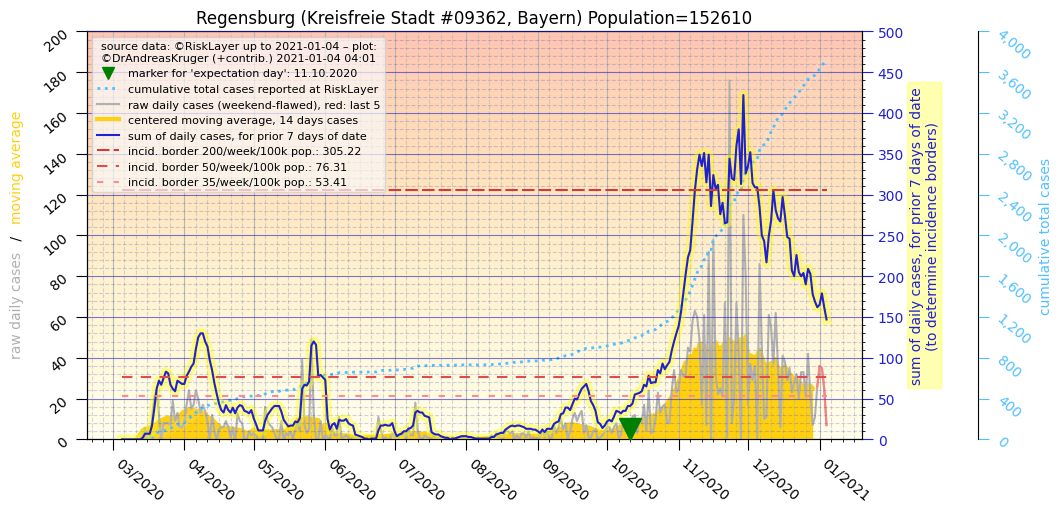 Regensburg (Kreisfreie Stadt #09362, Bayern) Population=152610
source data: ©RiskLayer up to 2021-01-04 – plot:
©DrAndreasKruger (+contrib.) 2021-01-04 04:01
marker for 'expectation day': 11.10.2020
cumulative total cases reported at RiskLayer
raw daily cases (weekend-flawed), red: last 5
centered moving average, 14 days cases
sum of daily cases, for prior 7 days of date
incid. border 200/week/100k pop.: 305.22
incid. border 50/week/100k pop.: 76.31
incid. border 35/week/100k pop.: 53.41
raw daily cases / moving average
200
180
160
140
120
100
80
60
40
20
0
03/2020
04/2020
05/2020
06/2020
07/2020
08/2020
09/2020
10/2020
11/2020
12/2020
01/2021
500
450
400
350
300
250
200
150
100
50
0
sum of daily cases, for prior 7 days of date
(to determine incidence borders)
4,000
3,600
3,200
2,800
2,400
2,000
1,600
1,200
800
400
0
cumulative total cases